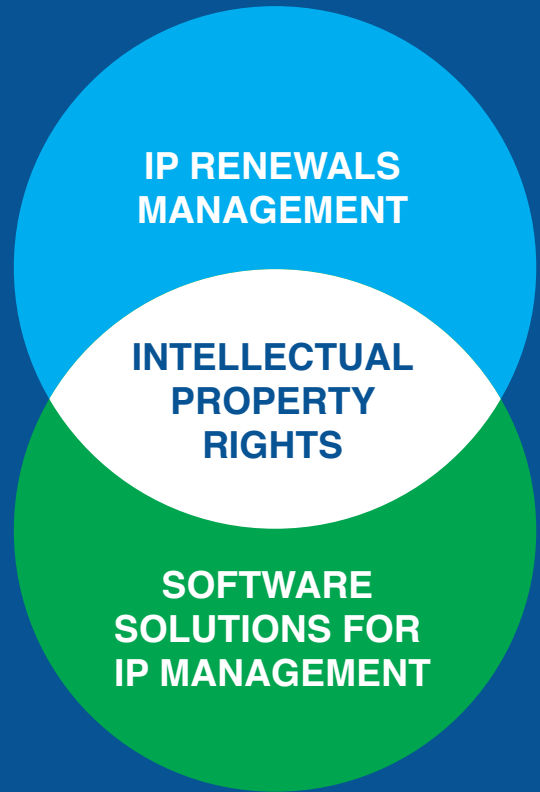 IP RENEWALS
MANAGEMENT
INTELLECTUAL
PROPERTY
RIGHTS
SOFTWARE
SOLUTIONS FOR
IP MANAGEMENT